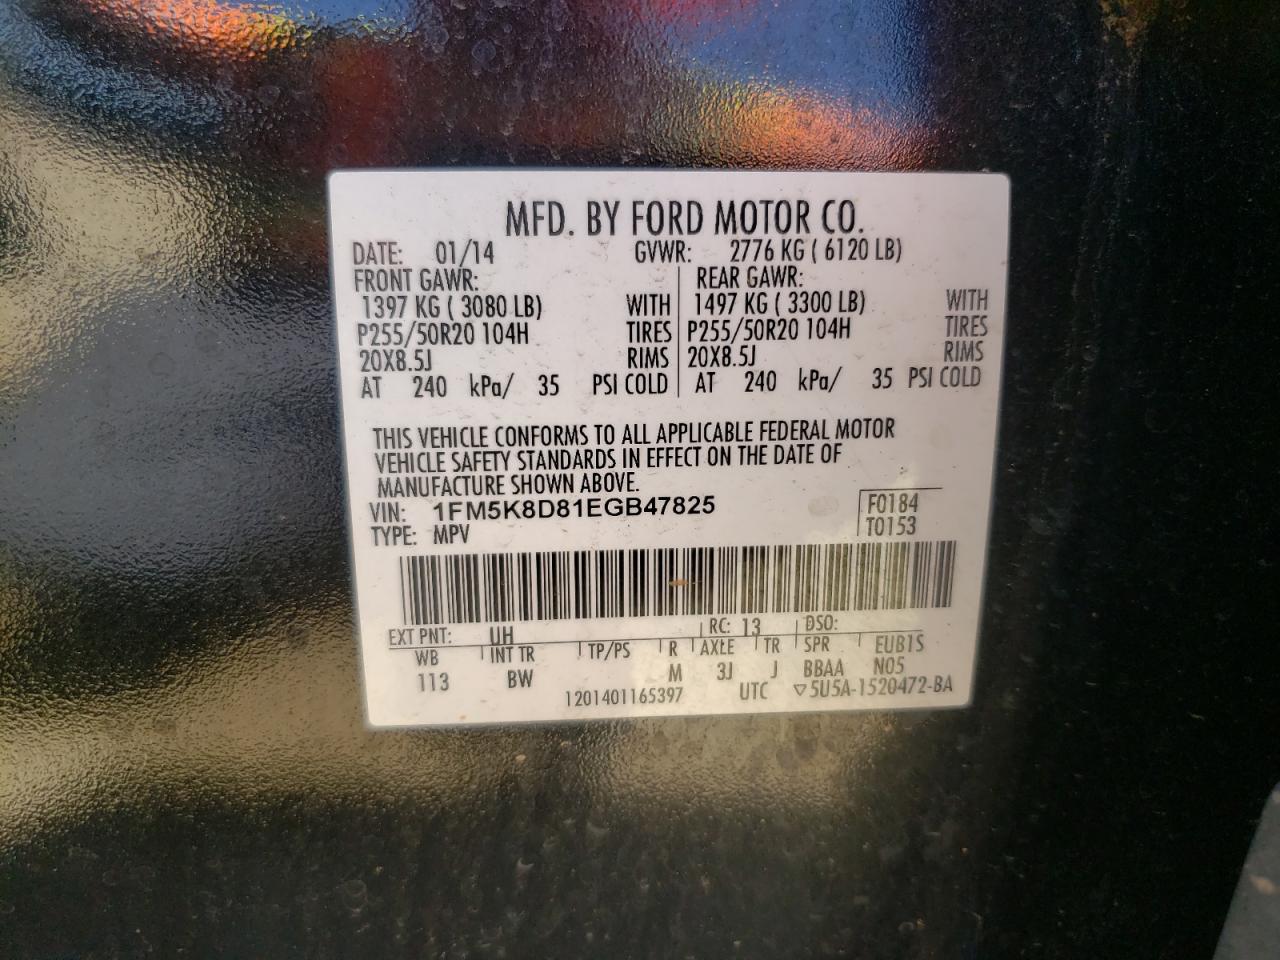 MFD. BY FORD MOTOR CO.
DATE: 01/14 GVWR: 2776 KG ( 6120 LB)
FRONT GAWR: REAR GAWR:
1397 KG ( 3080 LB) WITH 1497 KG ( 3300 LB) WITH
P255/50R20 104H TIRES P255/50R20 104H TIRES
20X8.5J RIMS 20X8.5J RIMS
AT 240 kPa/ 35 PSI COLD AT 240 kPa/ 35 PSI COLD
THIS VEHICLE CONFORMS TO ALL APPLICABLE FEDERAL MOTOR
VEHICLE SAFETY STANDARDS IN EFFECT ON THE DATE OF
MANUFACTURE SHOWN ABOVE.
VIN: 1FM5K8D81EGB47825 F0184
TYPE: MPV T0153
EXT PNT: UH RC: 13 DSO:
WB INT TR TP/PS R AXLE TR SPR EUB1S
113 BW M 3J J BBAA N05
1201401165397 UTC ▽5U5A-1520472-BA